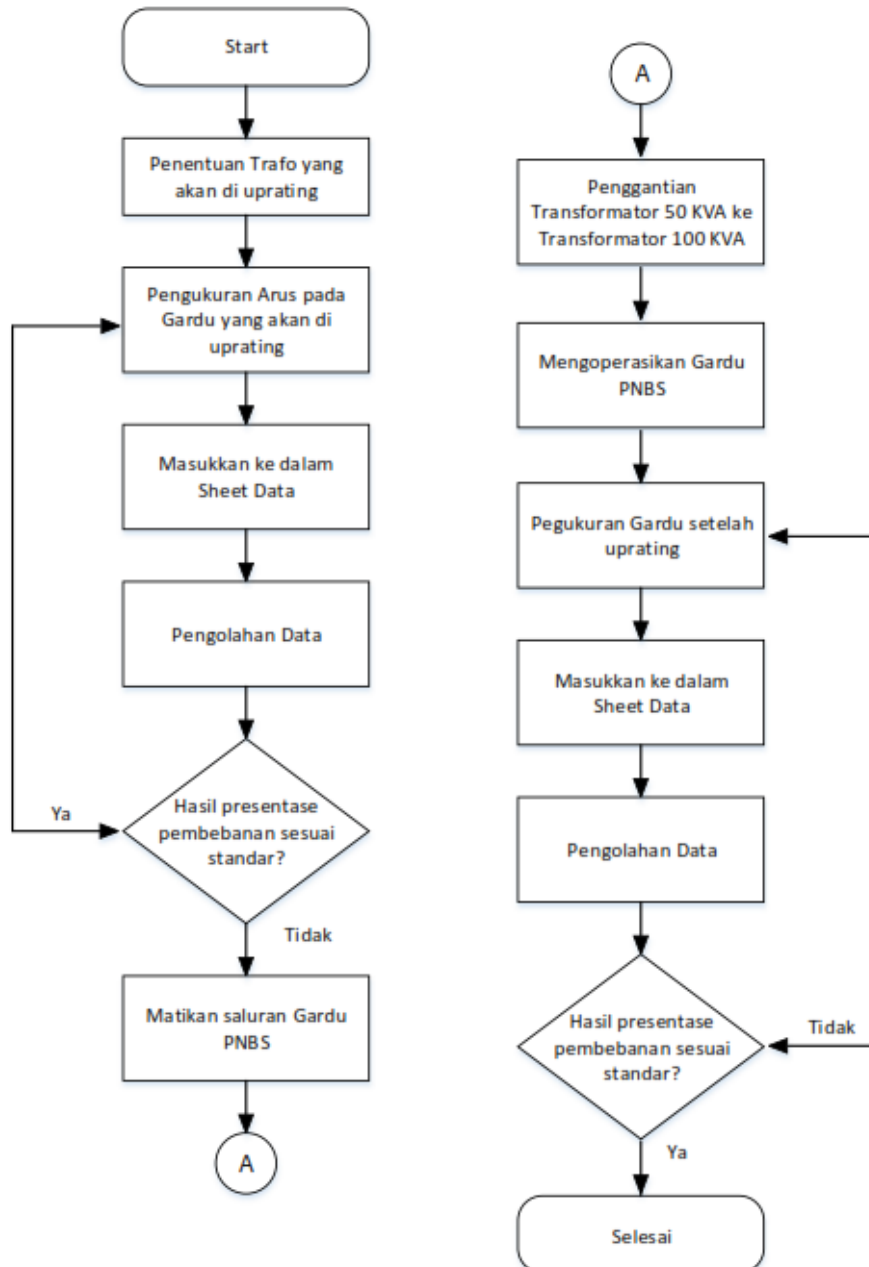 Start
Penentuan Trafo yang
akan di uprating
Pengukuran Arus pada
Gardu yang akan di
uprating
Masukkan ke dalam
Sheet Data
Pengolahan Data
Ya
Hasil presentase
pembebanan sesuai
standar?
Tidak
Matikan saluran Gardu
PNBS
A
A
Penggantian
Transformator 50 KVA ke
Transformator 100 KVA
Mengoperasikan Gardu
PNBS
Pegukuran Gardu setelah
uprating
Masukkan ke dalam
Sheet Data
Pengolahan Data
Hasil presentase
pembebanan sesuai
standar?
Tidak
Ya
Selesai